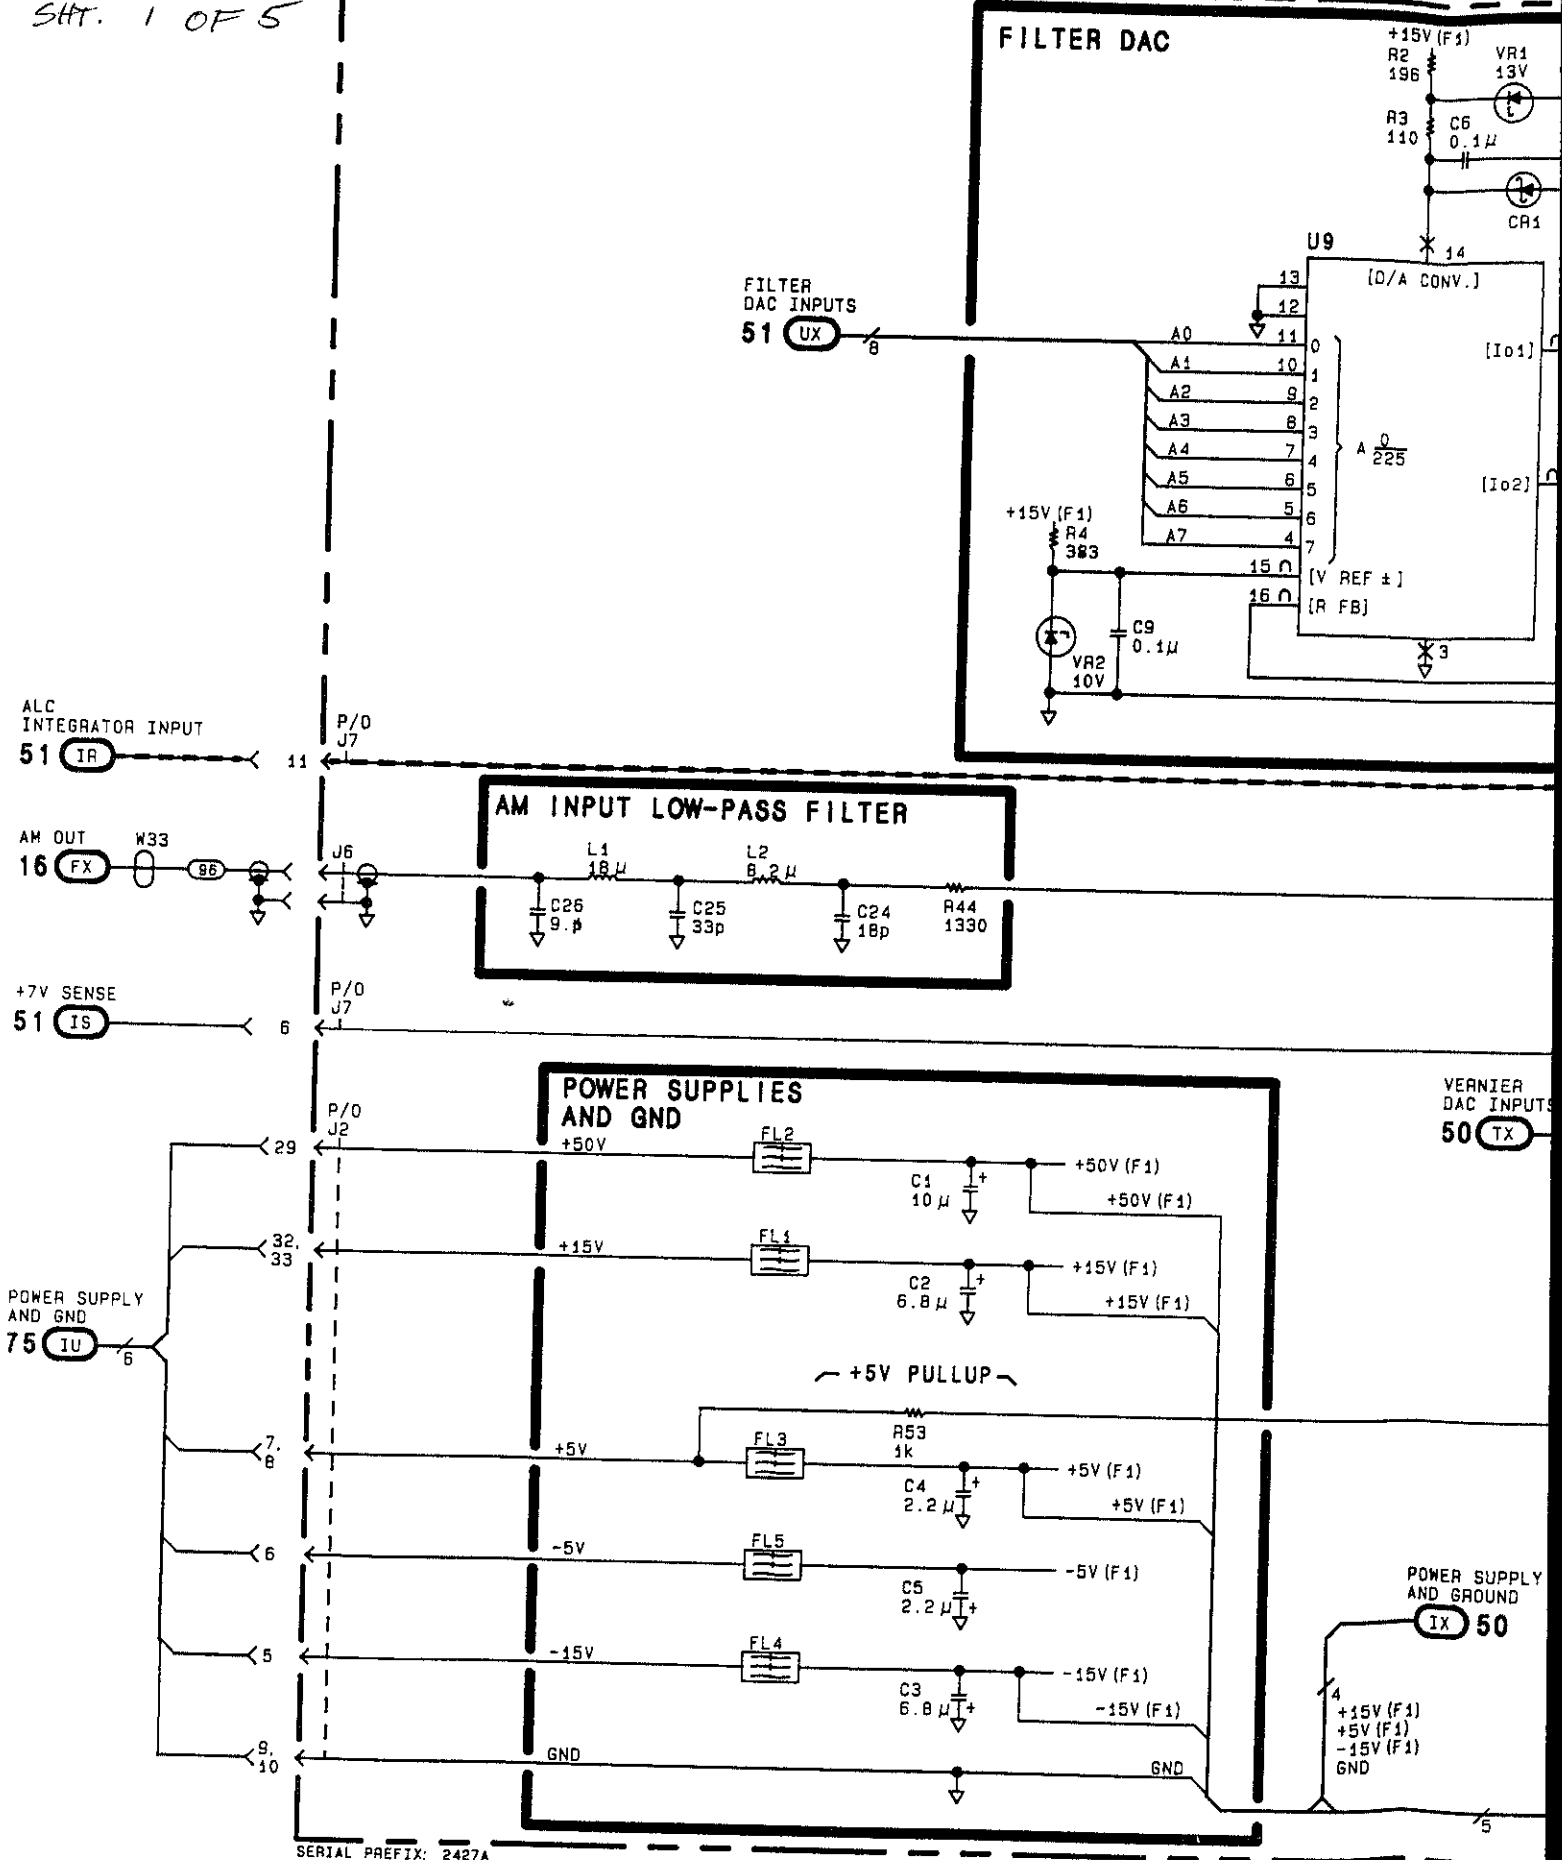 SHT. 1 OF 5
FILTER DAC
+15V (F1)
R2
196
VR1
13V
R3
110
C6
0.1µ
CR1
U9
14
[D/A CONV.]
13
12
FILTER
DAC INPUTS
51 UX
8
A0 11 0
A1 10 1
A2 9 2
A3 8 3
A4 7 4
A5 6 5
A6 5 6
A7 4 7
A 0
225
[Io1]
[Io2]
+15V (F1)
R4
383
15 [V REF ±]
16 [R FB]
3
C9
0.1µ
VR2
10V
ALC
INTEGRATOR INPUT
51 IR
11
P/O
J7
AM INPUT LOW-PASS FILTER
AM OUT
16 FX
W33
96
J6
L1
18 µ
L2
8.2 µ
C26
C25
33p
C24
18p
R44
1330
+7V SENSE
51 IS
6
P/O
J7
POWER SUPPLIES
AND GND
VERNIER
DAC INPUTS
50 TX
P/O
J2
29
+50V
FL2
C1
10 µ
+
+50V (F1)
+50V (F1)
32,
33
+15V
FL1
C2
6.8 µ
+
+15V (F1)
+15V (F1)
POWER SUPPLY
AND GND
75 IU
6
+5V PULLUP
R53
1k
7,
8
+5V
FL3
C4
2.2 µ
+
+5V (F1)
+5V (F1)
6
-5V
FL5
C5
2.2 µ
+
-5V (F1)
POWER SUPPLY
AND GROUND
IX 50
5
-15V
FL4
C3
6.8 µ
+
-15V (F1)
-15V (F1)
4
+15V (F1)
+5V (F1)
-15V (F1)
GND
9,
10
GND
GND
5
SERIAL PREFIX: 2427A